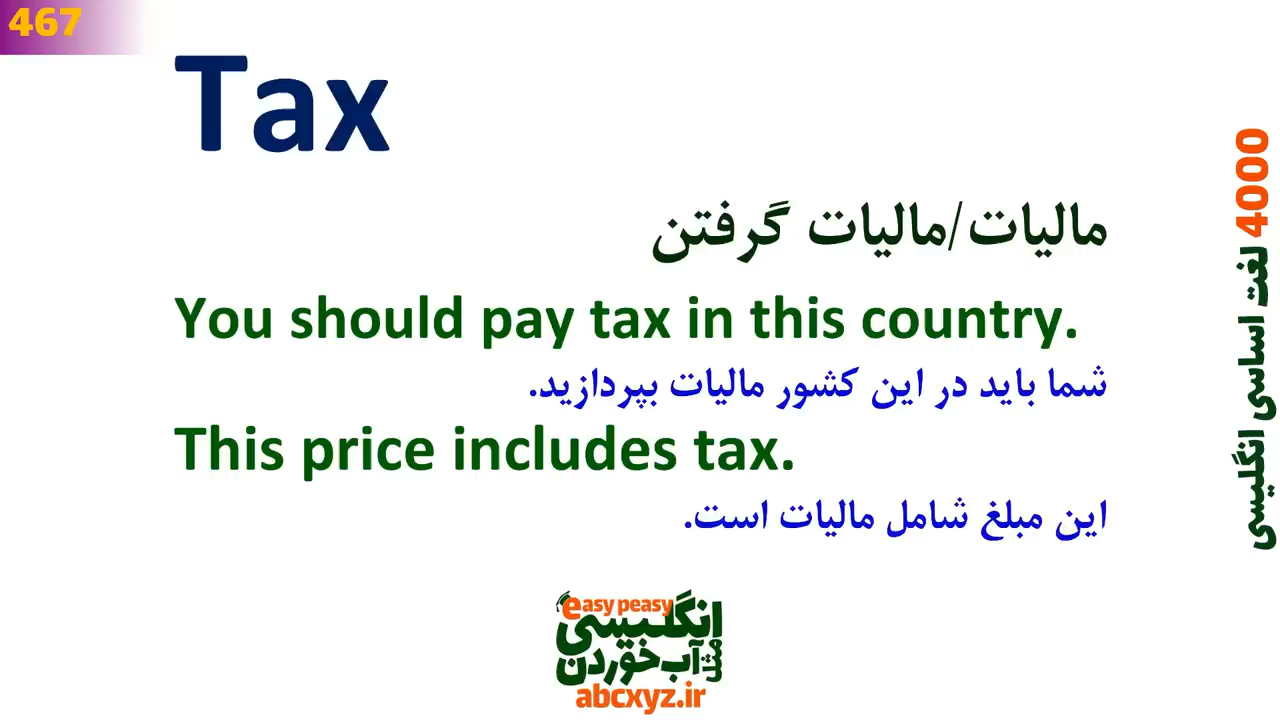 467
Tax
مالیات/مالیات گرفتن
You should pay tax in this country.
شما باید در این کشور مالیات بپردازید.
This price includes tax.
این مبلغ شامل مالیات است.
4000 لغت اساسی انگلیسی
easy peasy
انگلیسی
مثل آب خوردن
abcxyz.ir